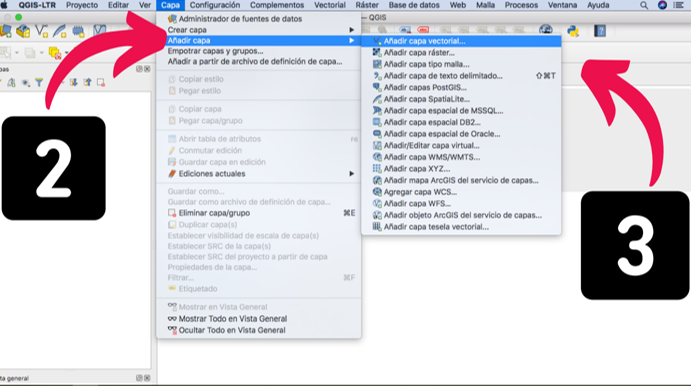 QGIS-LTR Proyecto Editar Ver Capa Configuración Complementos Vectorial Ráster Base de datos Web Malla Procesos Ventana Ayuda
— QGIS
Administrador de fuentes de datos
Crear capa
Añadir capa
Empotrar capas y grupos...
Añadir a partir de archivo de definición de capa...
Copiar estilo
Pegar estilo
Copiar capa
Pegar capa/grupo
Abrir tabla de atributos F6
Conmutar edición
Guardar capa en edición
Ediciones actuales
Guardar como...
Guardar como archivo de definición de capa...
Eliminar capa/grupo ⌘E
Duplicar capa(s)
Establecer visibilidad de escala de capa(s)
Establecer SRC de la capa(s)
Establecer SRC del proyecto a partir de capa
Propiedades de la capa...
Filtrar... ⌘F
Etiquetado
Mostrar en Vista General
Mostrar Todo en Vista General
Ocultar Todo en Vista General
Añadir capa vectorial...
Añadir capa ráster...
Añadir capa tipo malla...
Añadir capa de texto delimitado... ⇧⌘T
Añadir capas PostGIS...
Añadir capa SpatiaLite...
Añadir capa espacial de MSSQL...
Añadir capa espacial DB2...
Añadir capa espacial de Oracle...
Añadir/Editar capa virtual...
Añadir capa WMS/WMTS...
Añadir capa XYZ...
Añadir mapa ArcGIS del servicio de capas...
Agregar capa WCS...
Añadir capa WFS...
Añadir objeto ArcGIS del servicio de capas...
Añadir capa tesela vectorial...
pas
2
3
ta general